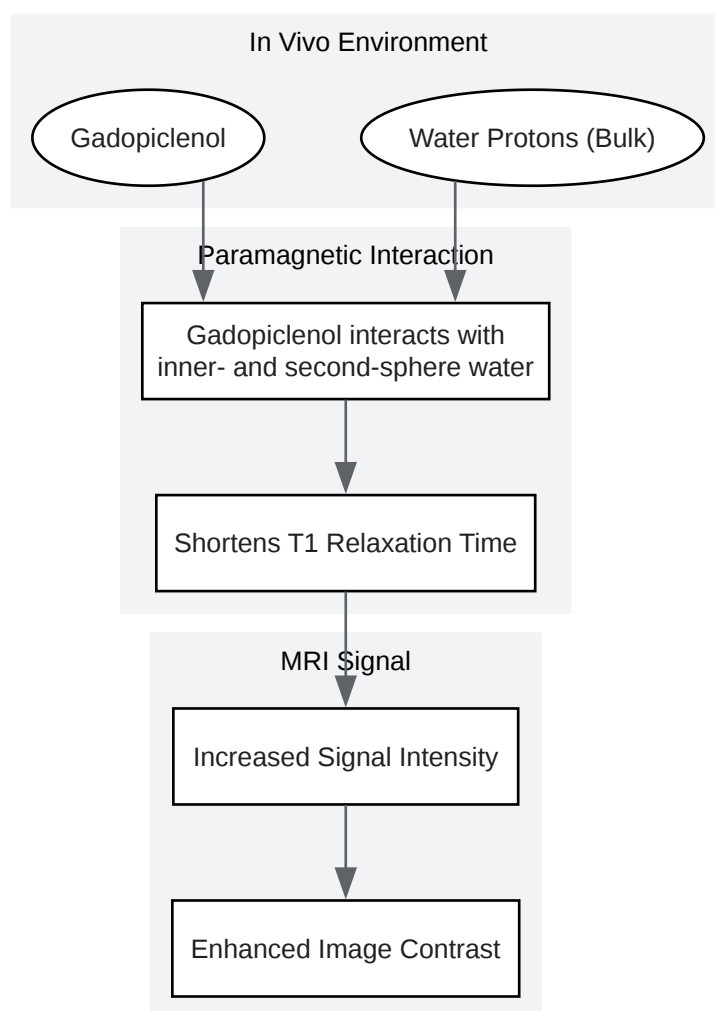 In Vivo Environment
Gadopiclenol
Water Protons (Bulk)
Paramagnetic Interaction
Gadopiclenol interacts with
inner- and second-sphere water
Shortens T1 Relaxation Time
MRI Signal
Increased Signal Intensity
Enhanced Image Contrast